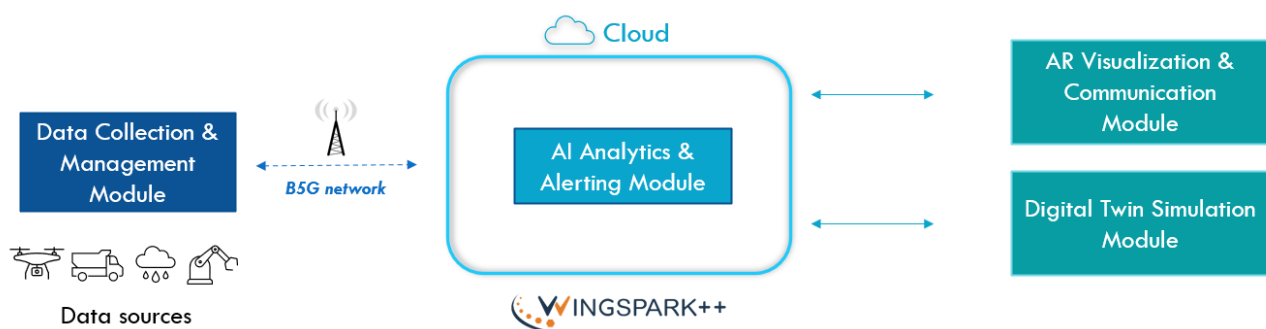 Cloud
Data Collection &
Management
Module
B5G network
AI Analytics &
Alerting Module
AR Visualization &
Communication
Module
Digital Twin Simulation
Module
Data sources
WINGSPARK++